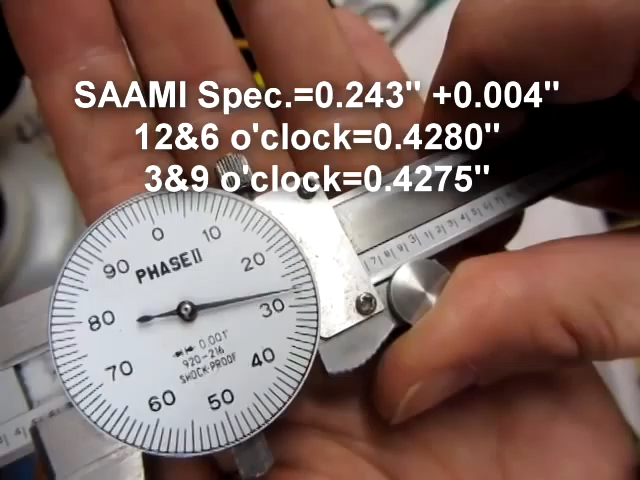 SAAMI Spec.=0.243" +0.004"
12&6 o'clock=0.4280"
3&9 o'clock=0.4275"
0
10
90
PHASE II
20
80
30
0.001"
920-216
SHOCK-PROOF
70
40
60
50